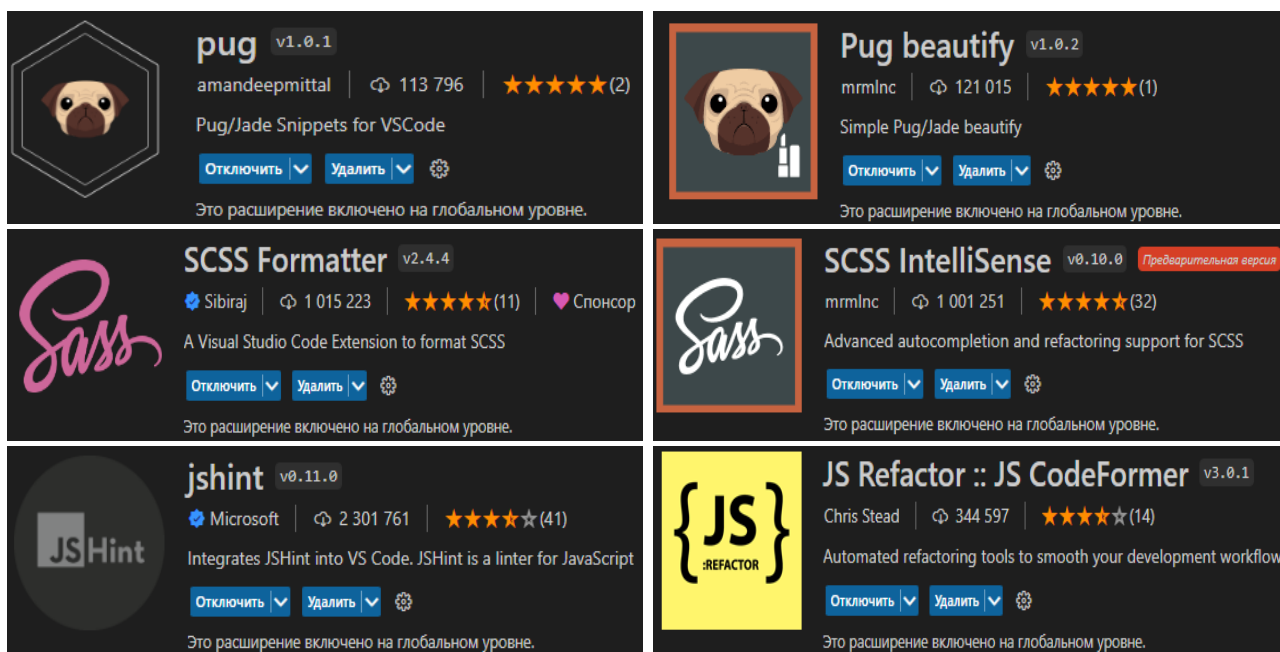 pug v1.0.1
amandeepmittal 113 796 (2)
Pug/Jade Snippets for VSCode
Отключить Удалить
Это расширение включено на глобальном уровне.
Pug beautify v1.0.2
mrmlnc 121 015 (1)
Simple Pug/Jade beautify
Отключить Удалить
Это расширение включено на глобальном уровне.
Sass
SCSS Formatter v2.4.4
Sibiraj 1 015 223 (11) Спонсор
A Visual Studio Code Extension to format SCSS
Отключить Удалить
Это расширение включено на глобальном уровне.
Sass
SCSS IntelliSense v0.10.0 Предварительная версия
mrmlnc 1 001 251 (32)
Advanced autocompletion and refactoring support for SCSS
Отключить Удалить
Это расширение включено на глобальном уровне.
JSHint
jshint v0.11.0
Microsoft 2 301 761 (41)
Integrates JSHint into VS Code. JSHint is a linter for JavaScript
Отключить Удалить
Это расширение включено на глобальном уровне.
{JS}
:REFACTOR
JS Refactor :: JS CodeFormer v3.0.1
Chris Stead 344 597 (14)
Automated refactoring tools to smooth your development workflow
Отключить Удалить
Это расширение включено на глобальном уровне.